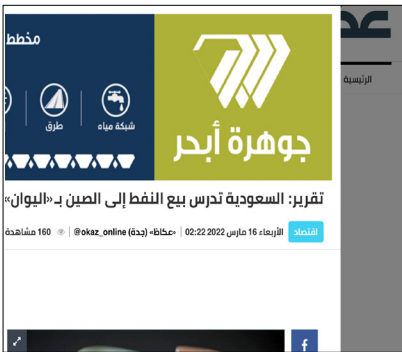 مخطط
شبكة مياه
طرق
جوهرة أبحر
الرئيسية
تقرير: السعودية تدرس بيع النفط إلى الصين بـ«اليوان»
اقتصاد | الأربعاء 16 مارس 2022 02:22 | «عكاظ» (جدة) okaz_online@ | 160 مشاهدة